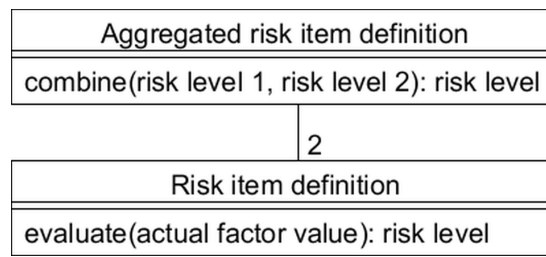 Aggregated risk item definition
combine(risk level 1, risk level 2): risk level
2
Risk item definition
evaluate(actual factor value): risk level